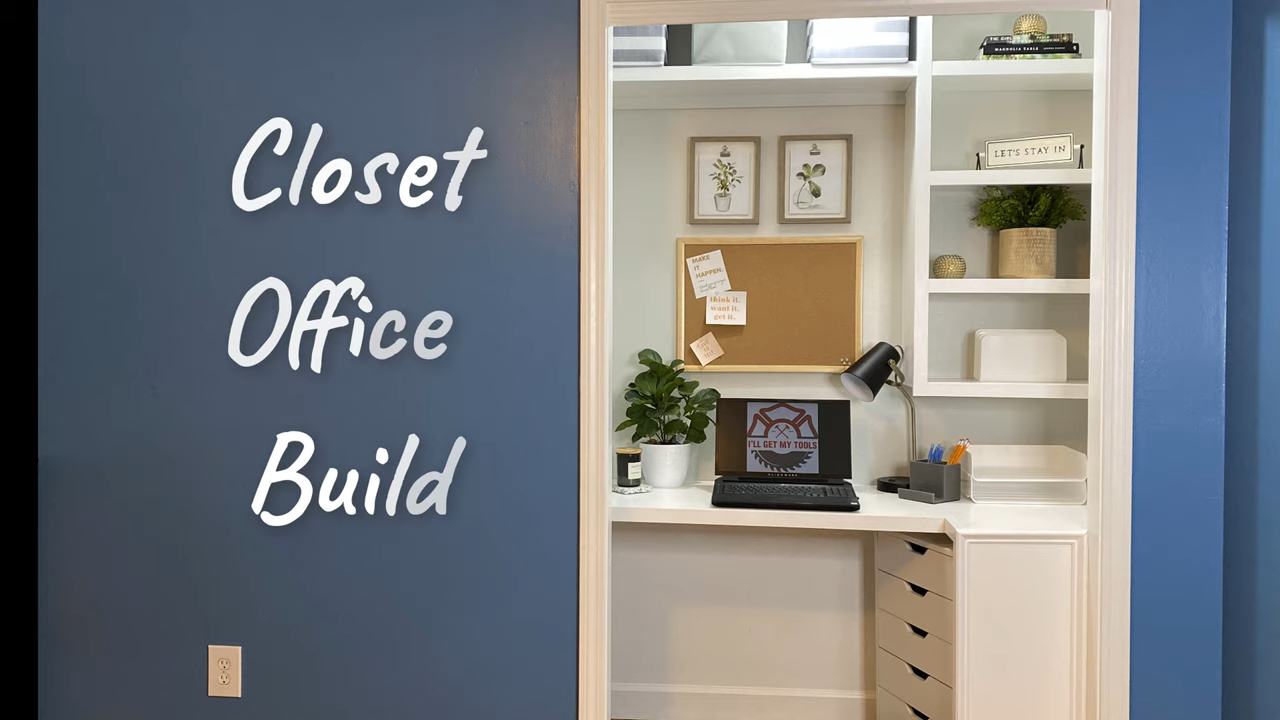 Closet
Office
Build
MAGNOLIA TABLE
LET'S STAY IN
MAKE
IT
HAPPEN.
think it.
want it.
get it.
I'LL GET MY TOOLS
ALIENWARE